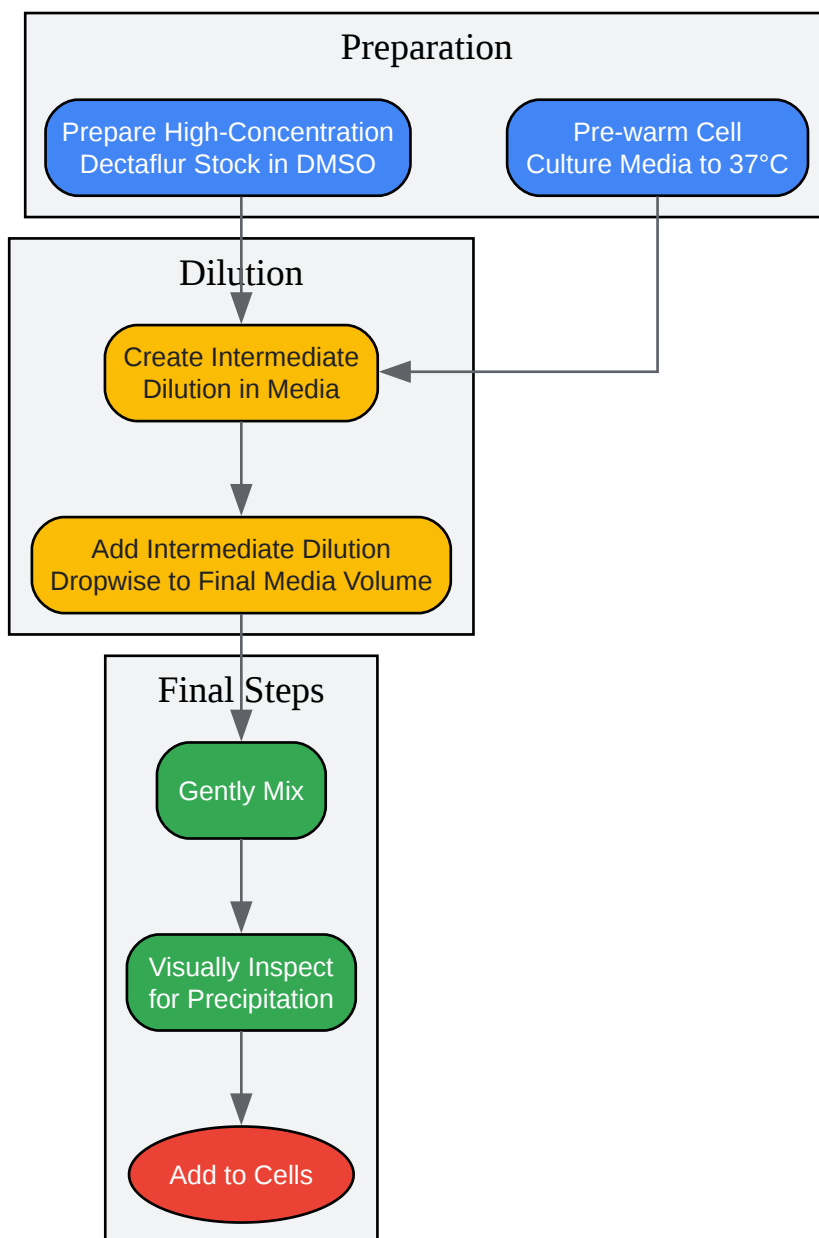 Preparation
Prepare High-Concentration
Dectaflur Stock in DMSO
Pre-warm Cell
Culture Media to 37°C
Dilution
Create Intermediate
Dilution in Media
Add Intermediate Dilution
Dropwise to Final Media Volume
Final Steps
Gently Mix
Visually Inspect
for Precipitation
Add to Cells